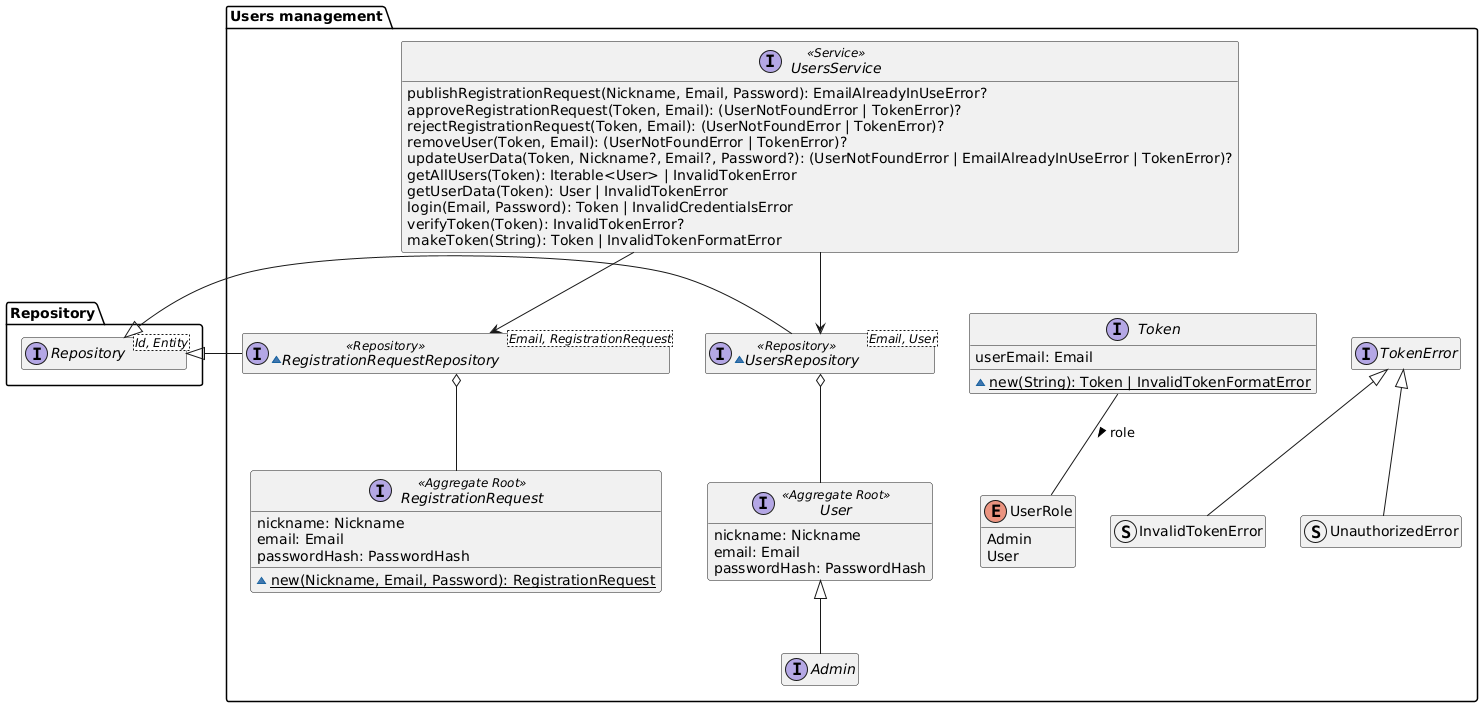 Users management
«Service»
UsersService
publishRegistrationRequest(Nickname, Email, Password): EmailAlreadyInUseError?
approveRegistrationRequest(Token, Email): (UserNotFoundError | TokenError)?
rejectRegistrationRequest(Token, Email): (UserNotFoundError | TokenError)?
removeUser(Token, Email): (UserNotFoundError | TokenError)?
updateUserData(Token, Nickname?, Email?, Password?): (UserNotFoundError | EmailAlreadyInUseError | TokenError)?
getAllUsers(Token): Iterable<User> | InvalidTokenError
getUserData(Token): User | InvalidTokenError
login(Email, Password): Token | InvalidCredentialsError
verifyToken(Token): InvalidTokenError?
makeToken(String): Token | InvalidTokenFormatError
Repository
Repository
Id, Entity
«Repository»
RegistrationRequestRepository
Email, RegistrationRequest
«Repository»
UsersRepository
Email, User
Token
userEmail: Email
new(String): Token | InvalidTokenFormatError
TokenError
role
«Aggregate Root»
RegistrationRequest
nickname: Nickname
email: Email
passwordHash: PasswordHash
new(Nickname, Email, Password): RegistrationRequest
«Aggregate Root»
User
nickname: Nickname
email: Email
passwordHash: PasswordHash
UserRole
Admin
User
InvalidTokenError
UnauthorizedError
Admin